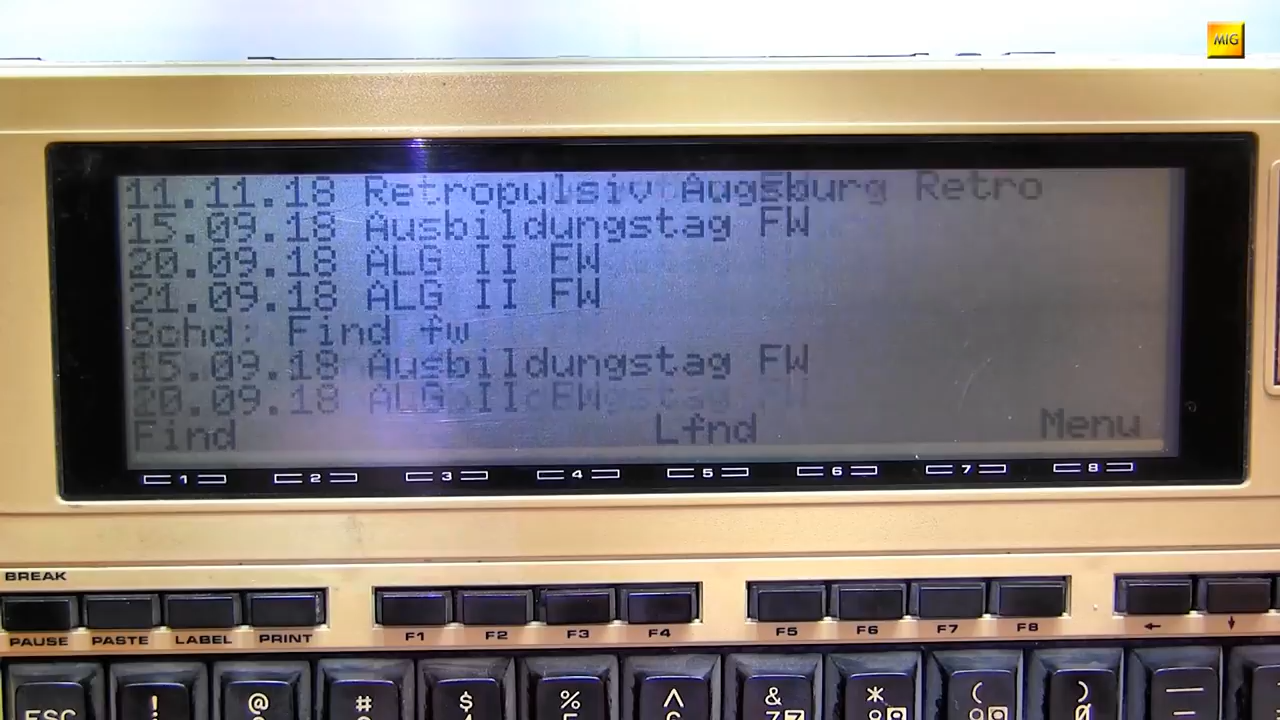 MIG
11.11.18 Retropulsiv Augsburg Retro
15.09.18 Ausbildungstag FW
20.09.18 ALG II FW
21.09.18 ALG II FW
Schd: Find fw
15.09.18 Ausbildungstag FW
20.09.18 ALG II FW
Find Lfnd Menu
1 2 3 4 5 6 7 8
BREAK
PAUSE PASTE LABEL PRINT F1 F2 F3 F4 F5 F6 F7 F8 ← ↓
ESC ! @ # $ % ^ & * ( ) —